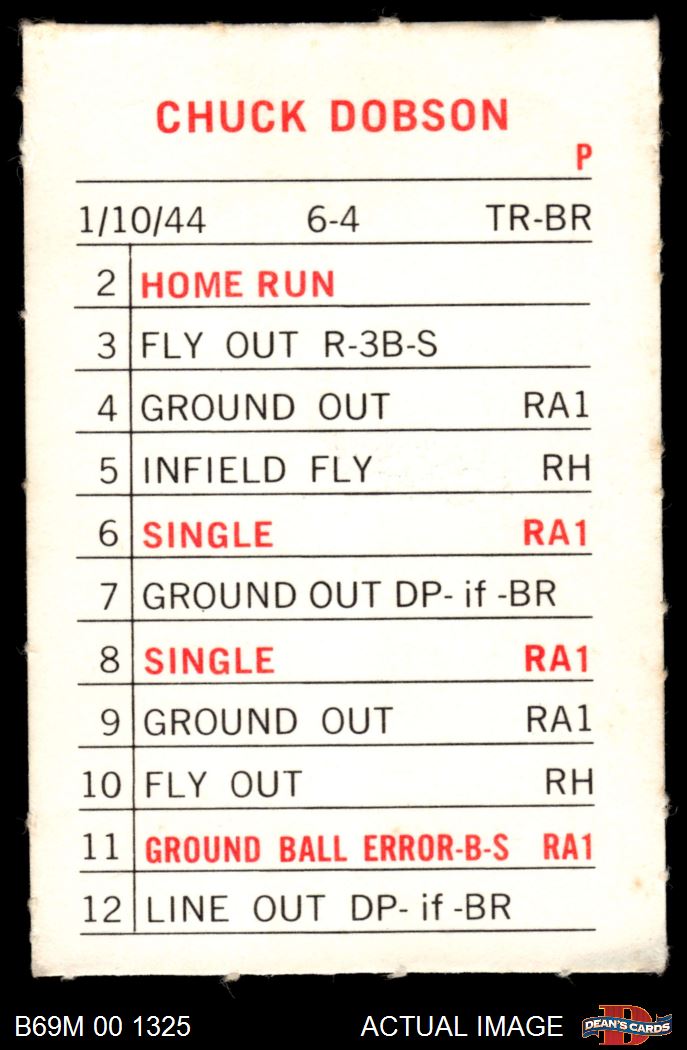 CHUCK DOBSON
P
1/10/44 6-4 TR-BR
2 HOME RUN
3 FLY OUT R-3B-S
4 GROUND OUT RA1
5 INFIELD FLY RH
6 SINGLE RA1
7 GROUND OUT DP- if -BR
8 SINGLE RA1
9 GROUND OUT RA1
10 FLY OUT RH
11 GROUND BALL ERROR-B-S RA1
12 LINE OUT DP- if -BR
B69M 00 1325 ACTUAL IMAGE D DEAN'S CARDS